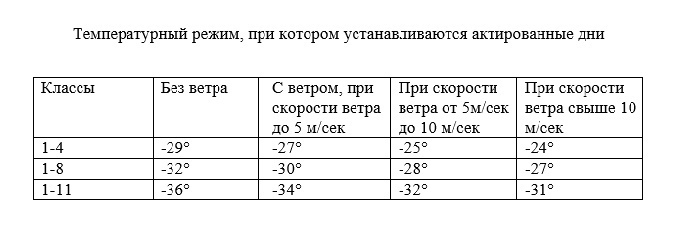 Температурный режим, при котором устанавливаются актированные дни
Классы Без ветра С ветром, при скорости ветра до 5 м/сек При скорости ветра от 5м/сек до 10 м/сек При скорости ветра свыше 10 м/сек
1-4 -29° -27° -25° -24°
1-8 -32° -30° -28° -27°
1-11 -36° -34° -32° -31°